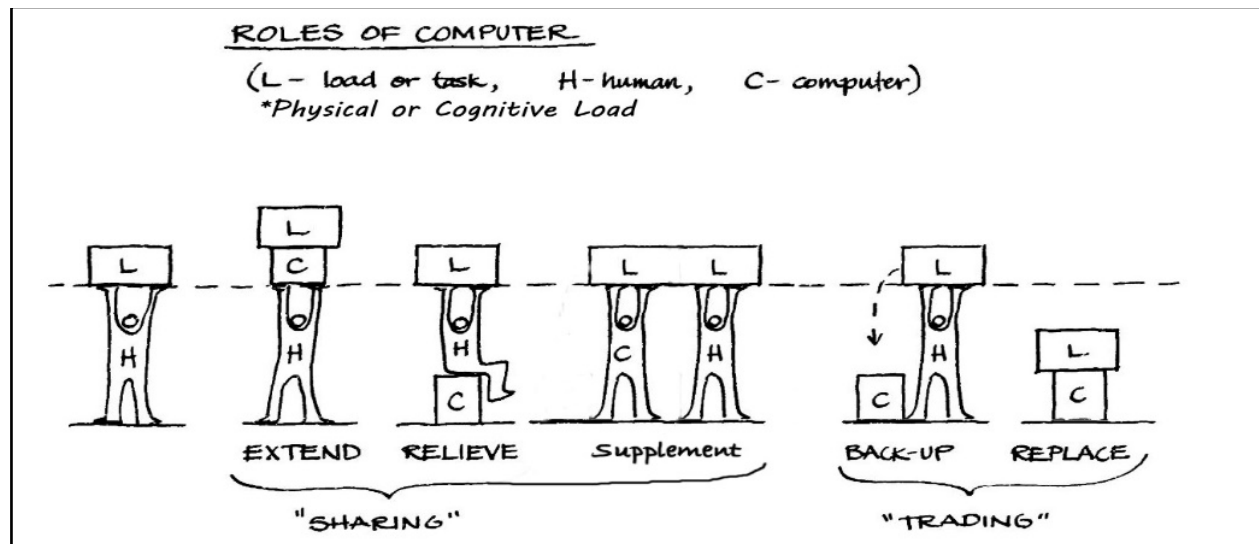 ROLES OF COMPUTER
(L- load or task, H-human, C- computer)
*Physical or Cognitive Load
L L L L L L
C
H H H C H H L
C C C
EXTEND RELIEVE Supplement BACK-UP REPLACE
"SHARING" "TRADING"